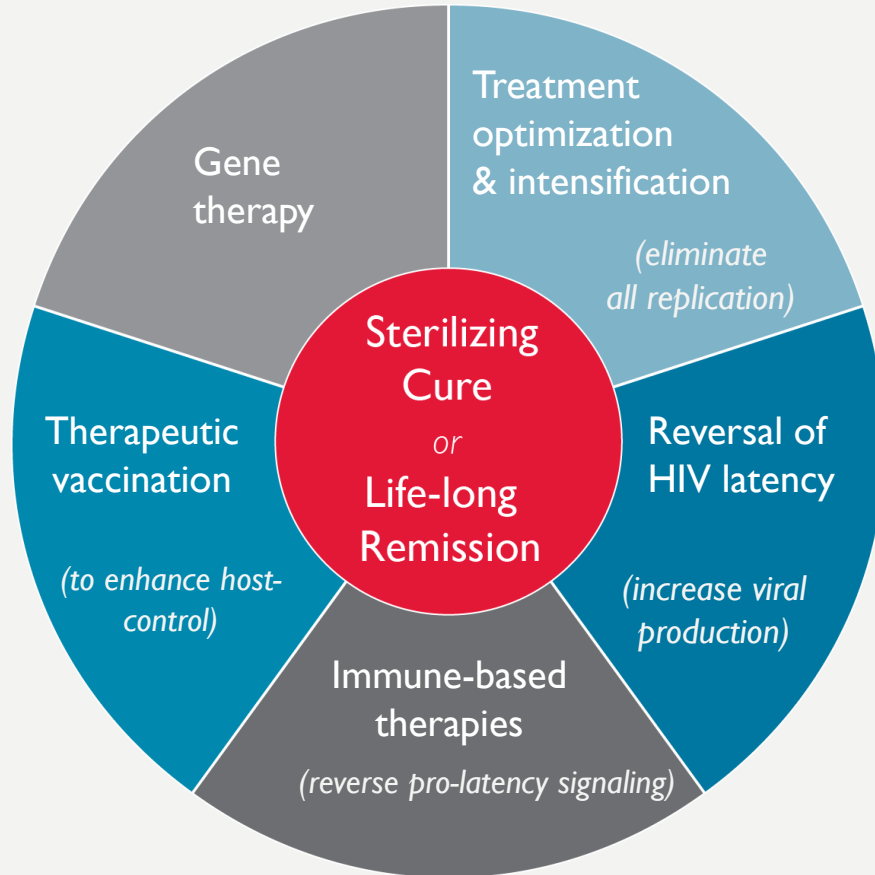 Treatment
optimization
& intensification
(eliminate
all replication)
Reversal of
HIV latency
(increase viral
production)
Immune-based
therapies
(reverse pro-latency signaling)
Therapeutic
vaccination
(to enhance host-
control)
Gene
therapy
Sterilizing
Cure
or
Life-long
Remission